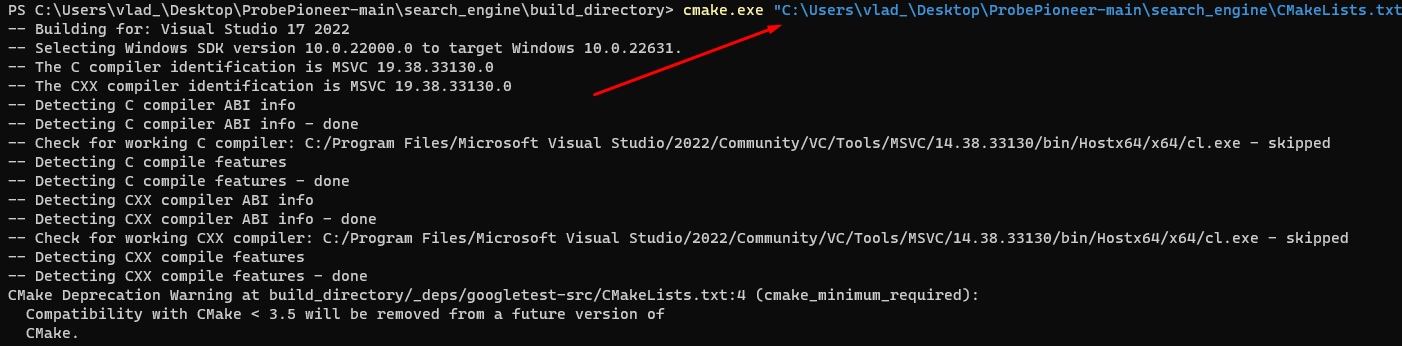 PS C:\Users\vlad_\Desktop\ProbePioneer-main\search_engine\build_directory> cmake.exe "C:\Users\vlad_\Desktop\ProbePioneer-main\search_engine\CMakeLists.txt
-- Building for: Visual Studio 17 2022
-- Selecting Windows SDK version 10.0.22000.0 to target Windows 10.0.22631.
-- The C compiler identification is MSVC 19.38.33130.0
-- The CXX compiler identification is MSVC 19.38.33130.0
-- Detecting C compiler ABI info
-- Detecting C compiler ABI info - done
-- Check for working C compiler: C:/Program Files/Microsoft Visual Studio/2022/Community/VC/Tools/MSVC/14.38.33130/bin/Hostx64/x64/cl.exe - skipped
-- Detecting C compile features
-- Detecting C compile features - done
-- Detecting CXX compiler ABI info
-- Detecting CXX compiler ABI info - done
-- Check for working CXX compiler: C:/Program Files/Microsoft Visual Studio/2022/Community/VC/Tools/MSVC/14.38.33130/bin/Hostx64/x64/cl.exe - skipped
-- Detecting CXX compile features
-- Detecting CXX compile features - done
CMake Deprecation Warning at build_directory/_deps/googletest-src/CMakeLists.txt:4 (cmake_minimum_required):
  Compatibility with CMake < 3.5 will be removed from a future version of
  CMake.